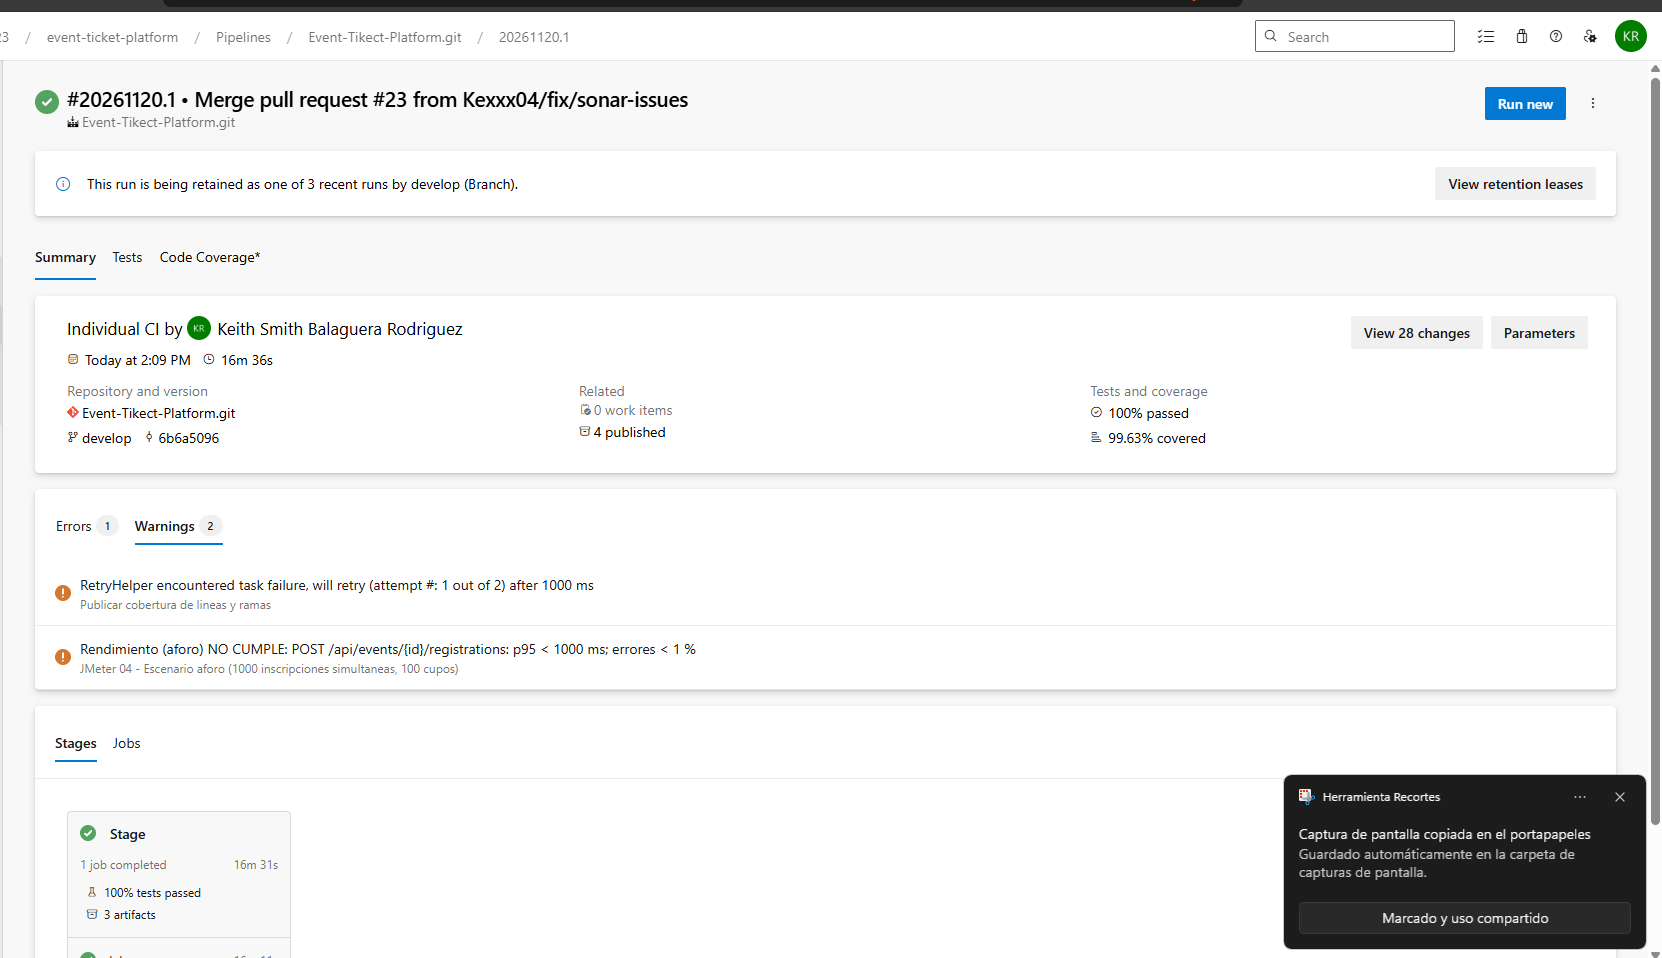 23 / event-ticket-platform / Pipelines / Event-Tikect-Platform.git / 20261120.1
Search
KR
#20261120.1 • Merge pull request #23 from Kexxx04/fix/sonar-issues
Event-Tikect-Platform.git
Run new
This run is being retained as one of 3 recent runs by develop (Branch).
View retention leases
Summary Tests Code Coverage*
Individual CI by KR Keith Smith Balaguera Rodriguez
View 28 changes Parameters
Today at 2:09 PM 16m 36s
Repository and version Related Tests and coverage
Event-Tikect-Platform.git 0 work items 100% passed
develop 6b6a5096 4 published 99.63% covered
Errors 1 Warnings 2
RetryHelper encountered task failure, will retry (attempt #: 1 out of 2) after 1000 ms
Publicar cobertura de lineas y ramas
Rendimiento (aforo) NO CUMPLE: POST /api/events/{id}/registrations: p95 < 1000 ms; errores < 1 %
JMeter 04 - Escenario aforo (1000 inscripciones simultaneas, 100 cupos)
Stages Jobs
Stage
1 job completed 16m 31s
100% tests passed
3 artifacts
Herramienta Recortes
Captura de pantalla copiada en el portapapeles
Guardado automáticamente en la carpeta de
capturas de pantalla.
Marcado y uso compartido